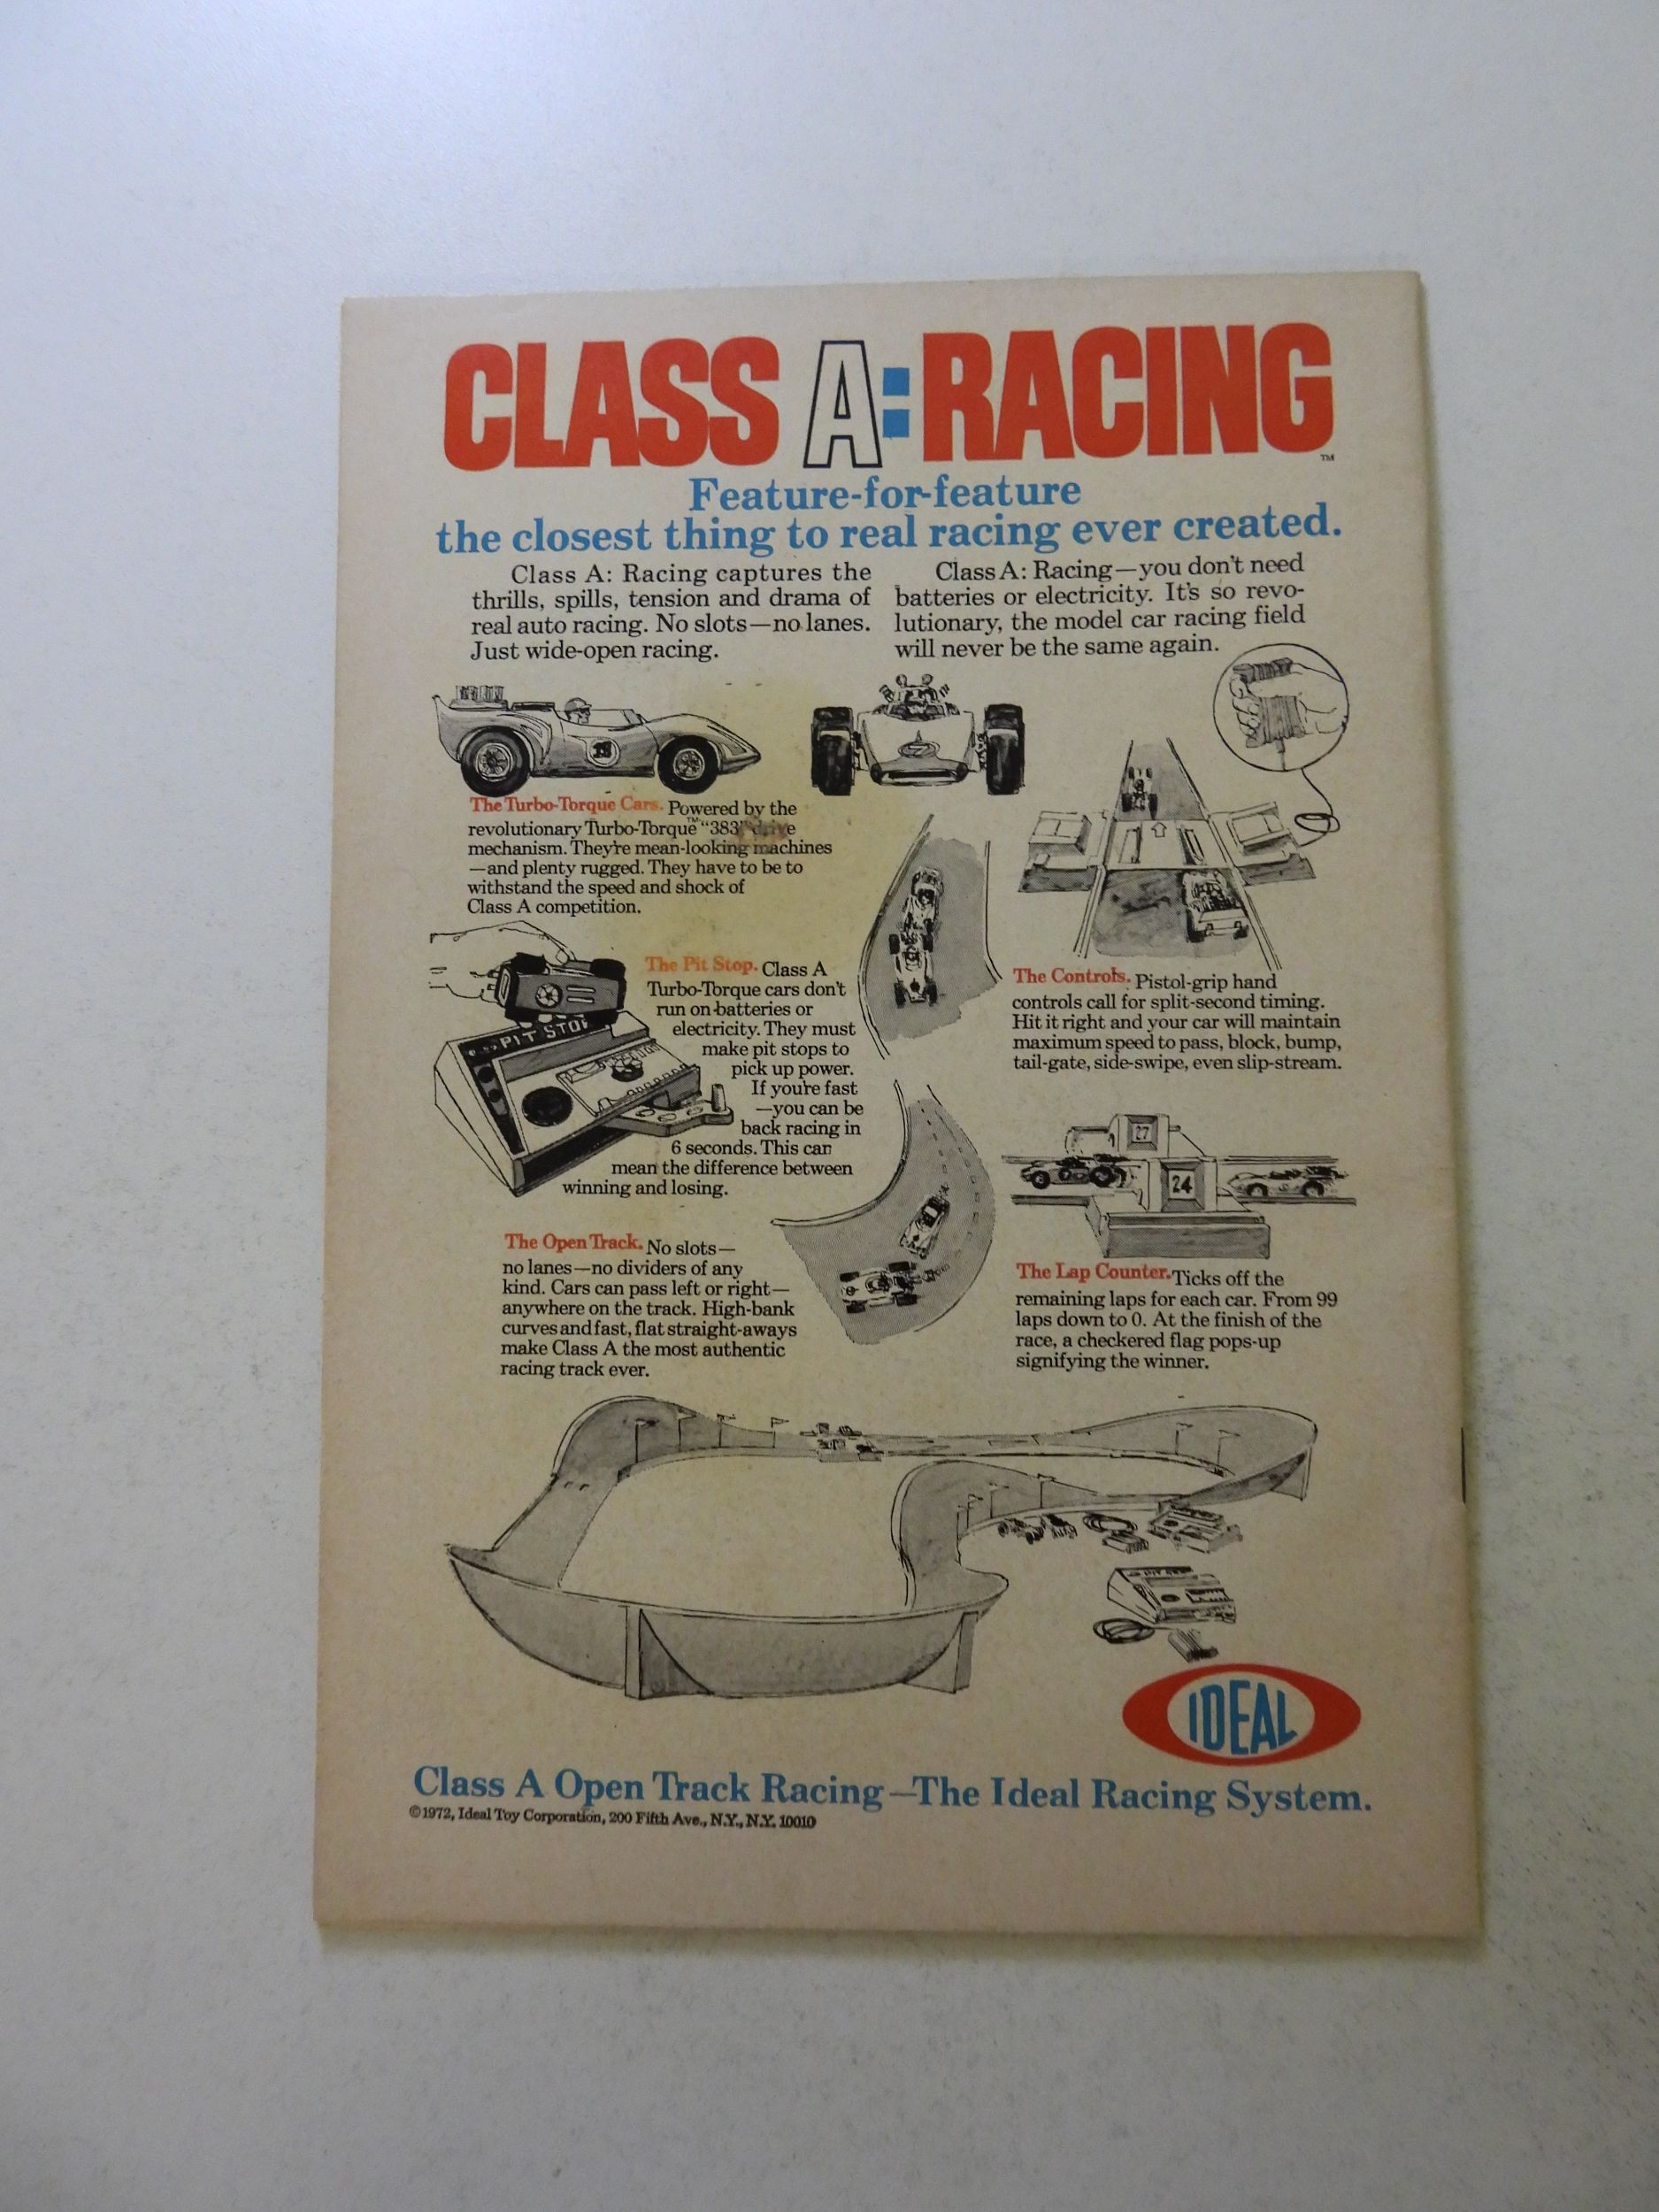 CLASS A: RACING
™
Feature-for-feature
the closest thing to real racing ever created.
Class A: Racing captures the
thrills, spills, tension and drama of
real auto racing. No slots—no lanes.
Just wide-open racing.
Class A: Racing—you don't need
batteries or electricity. It's so revo-
lutionary, the model car racing field
will never be the same again.
The Turbo-Torque Cars. Powered by the
revolutionary Turbo-Torque™ "383" drive
mechanism. They're mean-looking machines
—and plenty rugged. They have to be to
withstand the speed and shock of
Class A competition.
PIT STOP
The Pit Stop. Class A
Turbo-Torque cars don't
run on batteries or
electricity. They must
make pit stops to
pick up power.
If you're fast
—you can be
back racing in
6 seconds. This can
mean the difference between
winning and losing.
The Controls. Pistol-grip hand
controls call for split-second timing.
Hit it right and your car will maintain
maximum speed to pass, block, bump,
tail-gate, side-swipe, even slip-stream.
27
24
The Open Track. No slots—
no lanes—no dividers of any
kind. Cars can pass left or right—
anywhere on the track. High-bank
curves and fast, flat straight-aways
make Class A the most authentic
racing track ever.
The Lap Counter. Ticks off the
remaining laps for each car. From 99
laps down to 0. At the finish of the
race, a checkered flag pops-up
signifying the winner.
IDEAL
Class A Open Track Racing—The Ideal Racing System.
©1972, Ideal Toy Corporation, 200 Fifth Ave., N.Y., N.Y. 10010